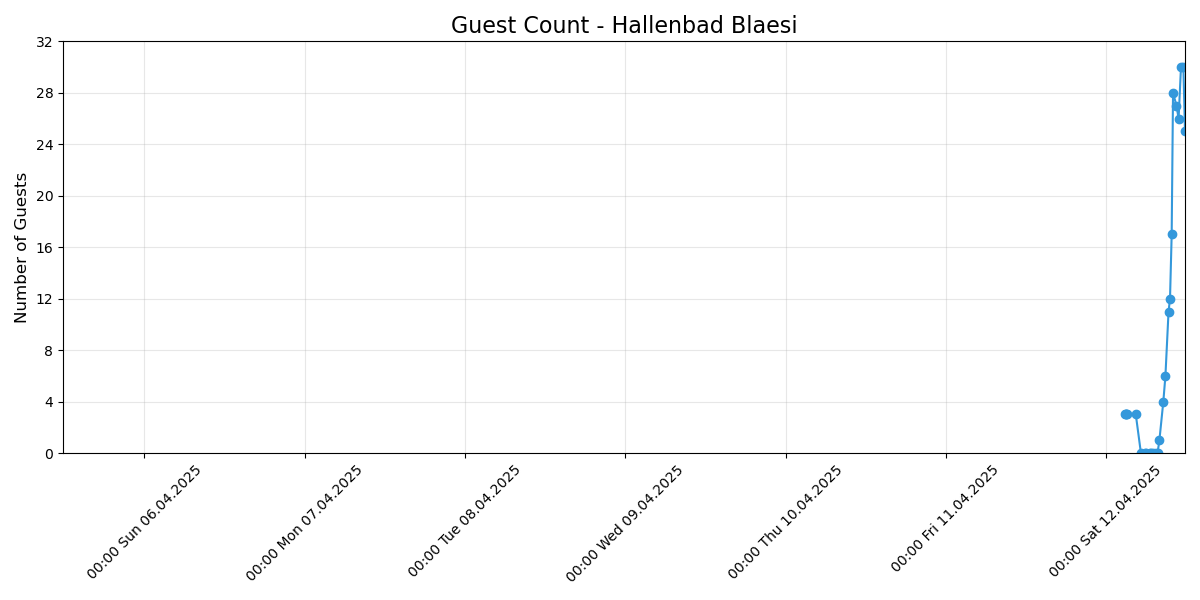 Guest Count - Hallenbad Blaesi
32
28
24
20
16
12
8
4
0
Number of Guests
00:00 Sun 06.04.2025
00:00 Mon 07.04.2025
00:00 Tue 08.04.2025
00:00 Wed 09.04.2025
00:00 Thu 10.04.2025
00:00 Fri 11.04.2025
00:00 Sat 12.04.2025